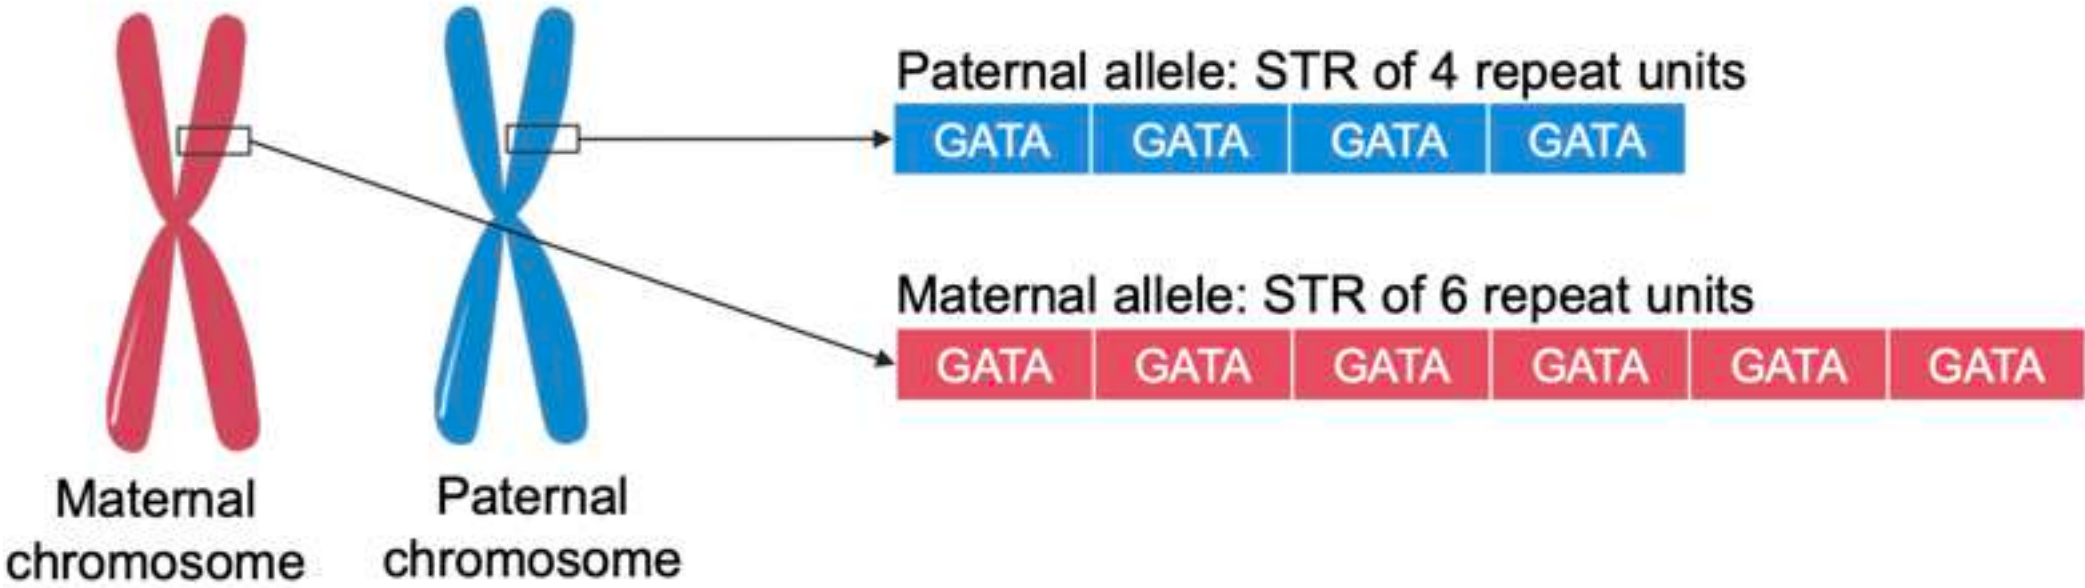 Paternal allele: STR of 4 repeat units
GATA GATA GATA GATA
Maternal allele: STR of 6 repeat units
GATA GATA GATA GATA GATA GATA
Maternal
chromosome
Paternal
chromosome